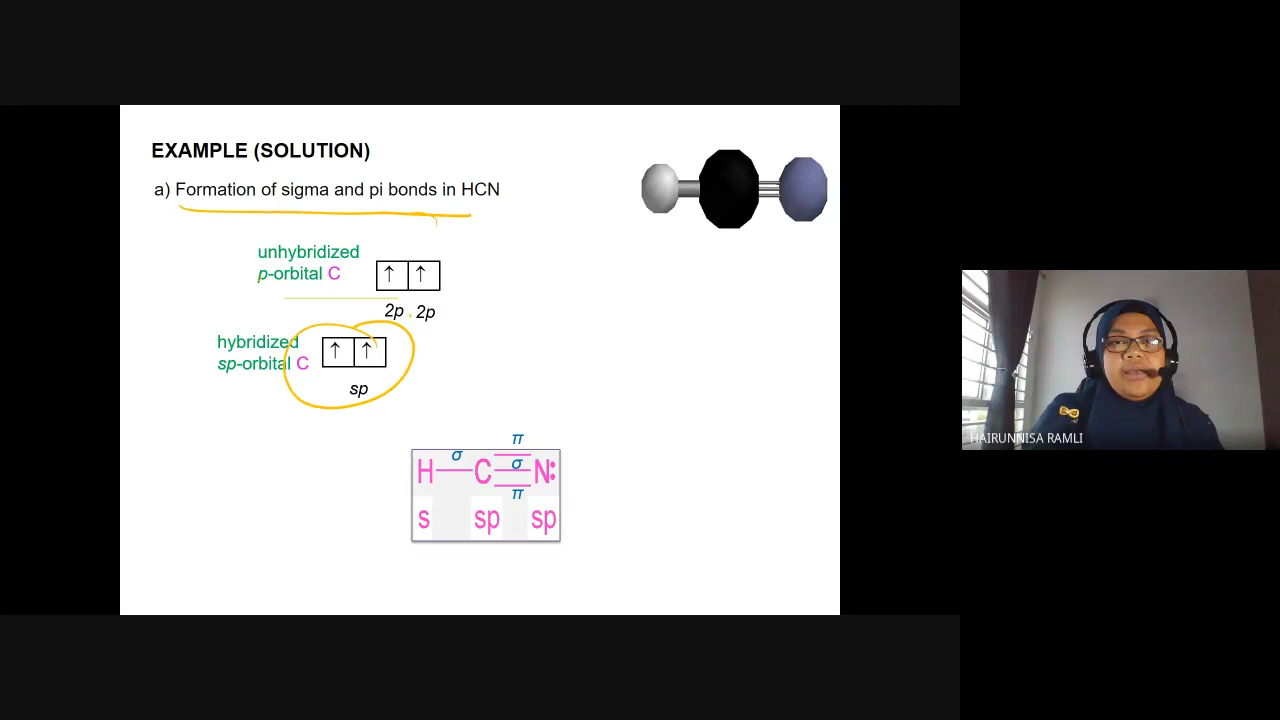 EXAMPLE (SOLUTION)
a) Formation of sigma and pi bonds in HCN
unhybridized
p-orbital C
↑ ↑
2p 2p
hybridized
sp-orbital C
↑ ↑
sp
π
σ σ
H—C≡N:
π
s sp sp
HAIRUNNISA RAMLI